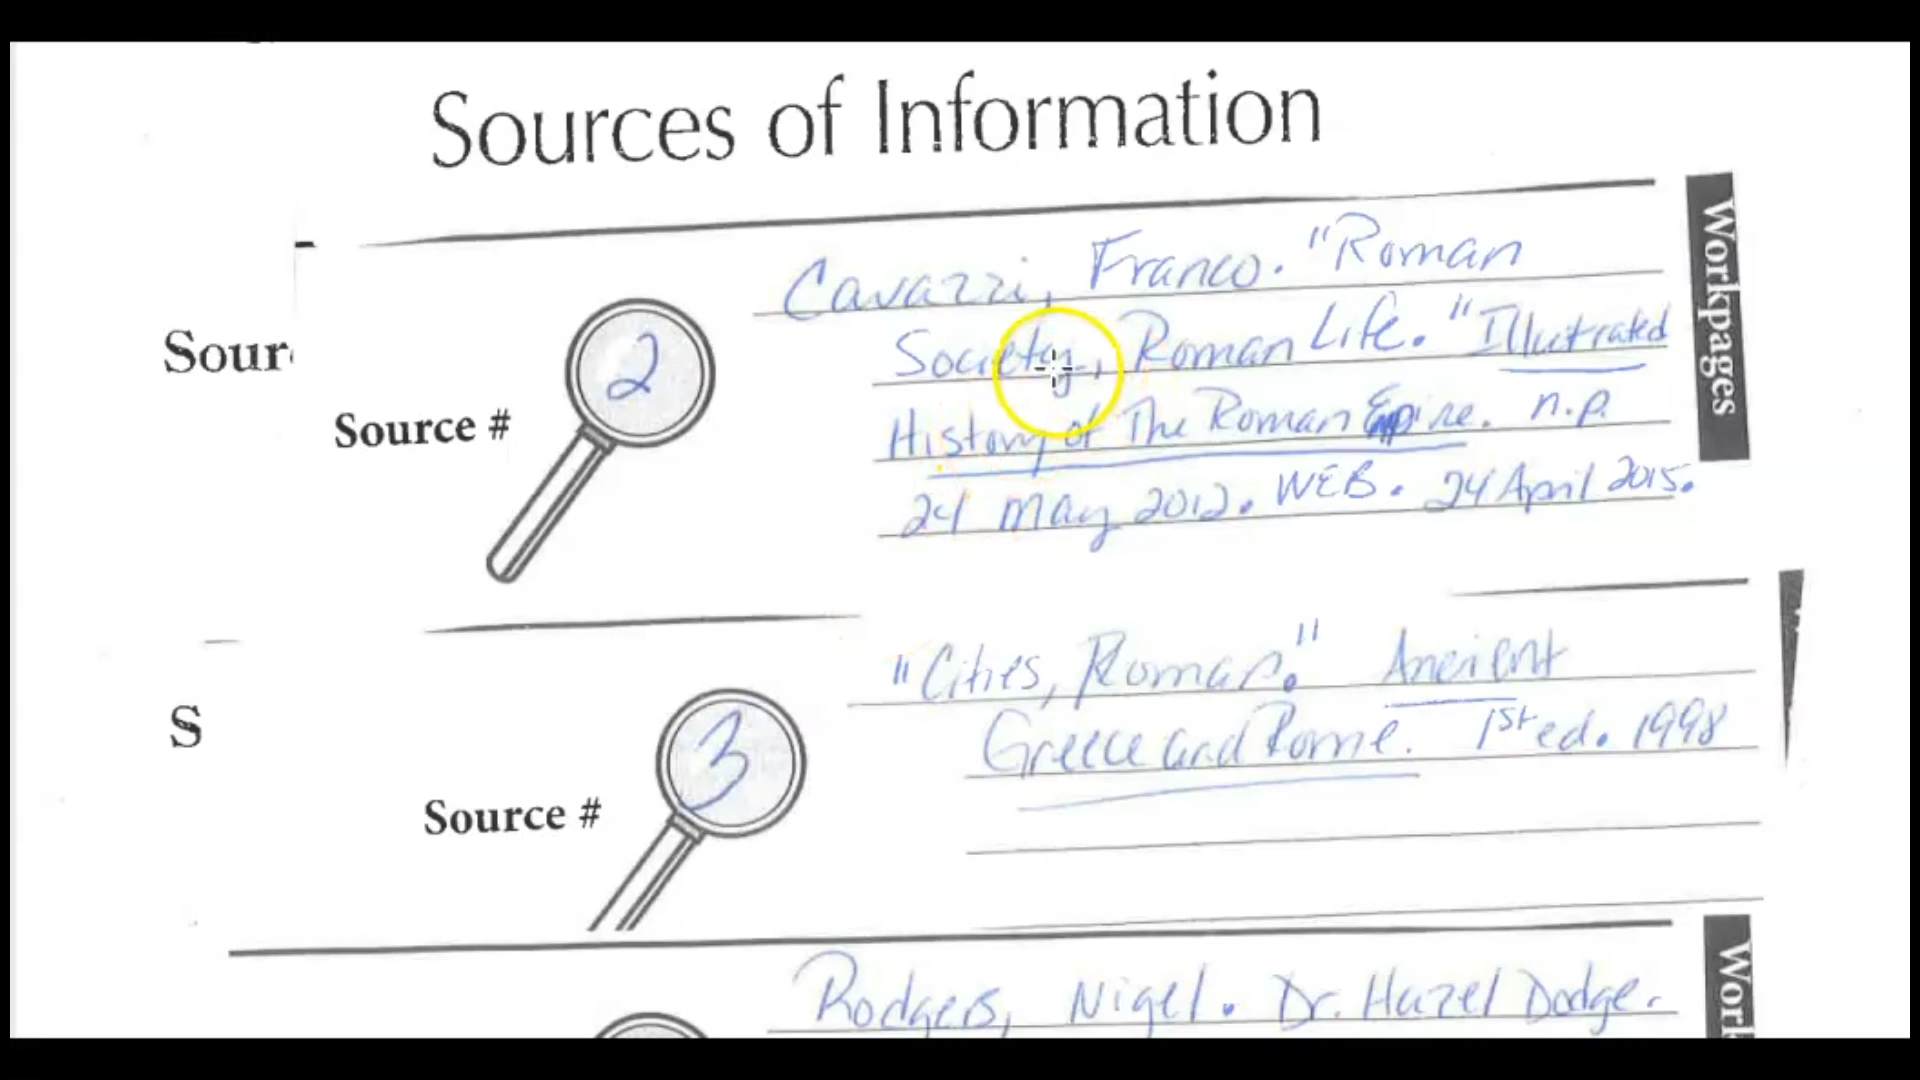 Sources of Information
Workpages
Cavazzi, Franco. "Roman
Society, Roman Life." Illustrated
History of The Roman Empire. n.p.
24 May 2012. WEB. 24 April 2015.
Sour
2
Source #
"Cities, Roman." Ancient
Greece and Rome. 1st ed. 1998
S
3
Source #
Rodgers, Nigel. Dr. Hazel Dodge.
Work